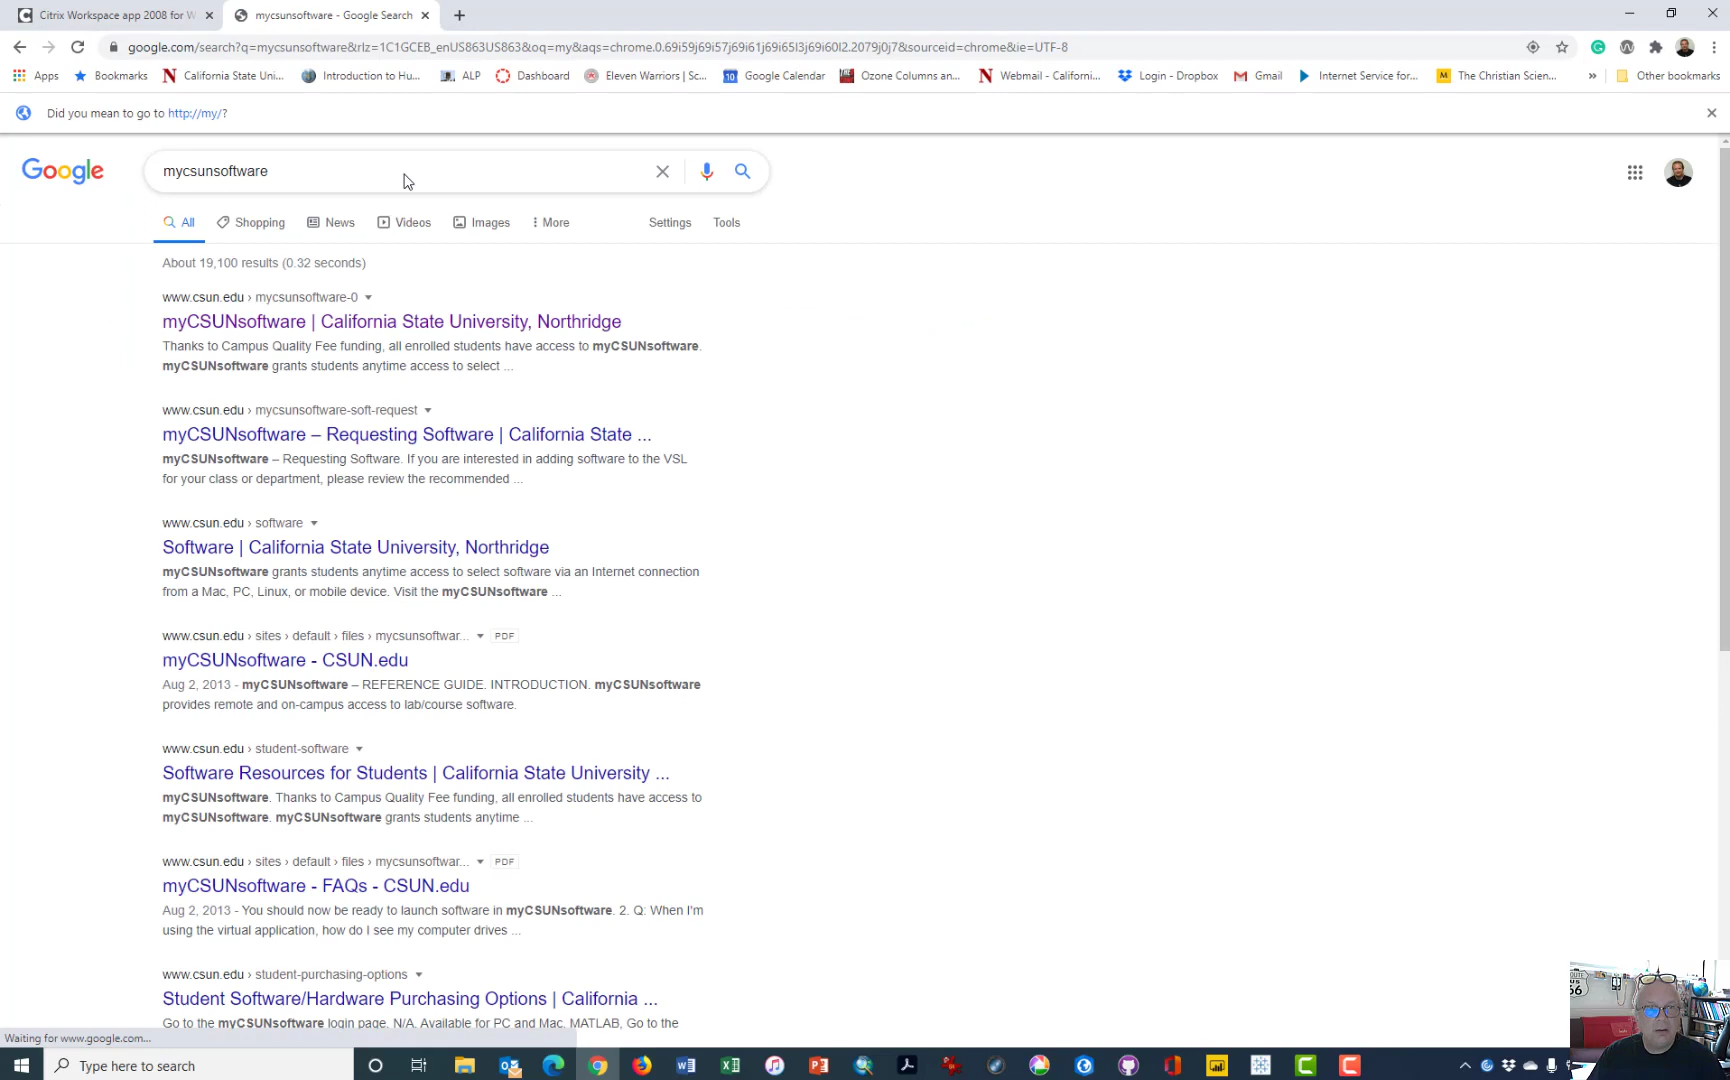 Citrix Workspace app 2008 for W
mycsunsoftware - Google Search
google.com/search?q=mycsunsoftware&rlz=1C1GCEB_enUS863US863&oq=my&aqs=chrome.0.69i59j69i57j69i61j69i65l3j69i60l2.2079j0j7&sourceid=chrome&ie=UTF-8
Apps Bookmarks California State Uni... Introduction to Hu... ALP Dashboard Eleven Warriors | Sc... Google Calendar Ozone Columns an... Webmail - Californi... Login - Dropbox Gmail Internet Service for... The Christian Scien... » Other bookmarks
Did you mean to go to http://my/?
Google
mycsunsoftware
All Shopping News Videos Images More Settings Tools
About 19,100 results (0.32 seconds)
www.csun.edu › mycsunsoftware-0
myCSUNsoftware | California State University, Northridge
Thanks to Campus Quality Fee funding, all enrolled students have access to myCSUNsoftware.
myCSUNsoftware grants students anytime access to select ...
www.csun.edu › mycsunsoftware-soft-request
myCSUNsoftware – Requesting Software | California State ...
myCSUNsoftware – Requesting Software. If you are interested in adding software to the VSL
for your class or department, please review the recommended ...
www.csun.edu › software
Software | California State University, Northridge
myCSUNsoftware grants students anytime access to select software via an Internet connection
from a Mac, PC, Linux, or mobile device. Visit the myCSUNsoftware ...
www.csun.edu › sites › default › files › mycsunsoftwar... PDF
myCSUNsoftware - CSUN.edu
Aug 2, 2013 - myCSUNsoftware – REFERENCE GUIDE. INTRODUCTION. myCSUNsoftware
provides remote and on-campus access to lab/course software.
www.csun.edu › student-software
Software Resources for Students | California State University ...
myCSUNsoftware. Thanks to Campus Quality Fee funding, all enrolled students have access to
myCSUNsoftware. myCSUNsoftware grants students anytime ...
www.csun.edu › sites › default › files › mycsunsoftwar... PDF
myCSUNsoftware - FAQs - CSUN.edu
Aug 2, 2013 - You should now be ready to launch software in myCSUNsoftware. 2. Q: When I'm
using the virtual application, how do I see my computer drives ...
www.csun.edu › student-purchasing-options
Student Software/Hardware Purchasing Options | California ...
Go to the myCSUNsoftware login page. N/A. Available for PC and Mac. MATLAB, Go to the
Waiting for www.google.com...
Type here to search
ROUTE
US
66